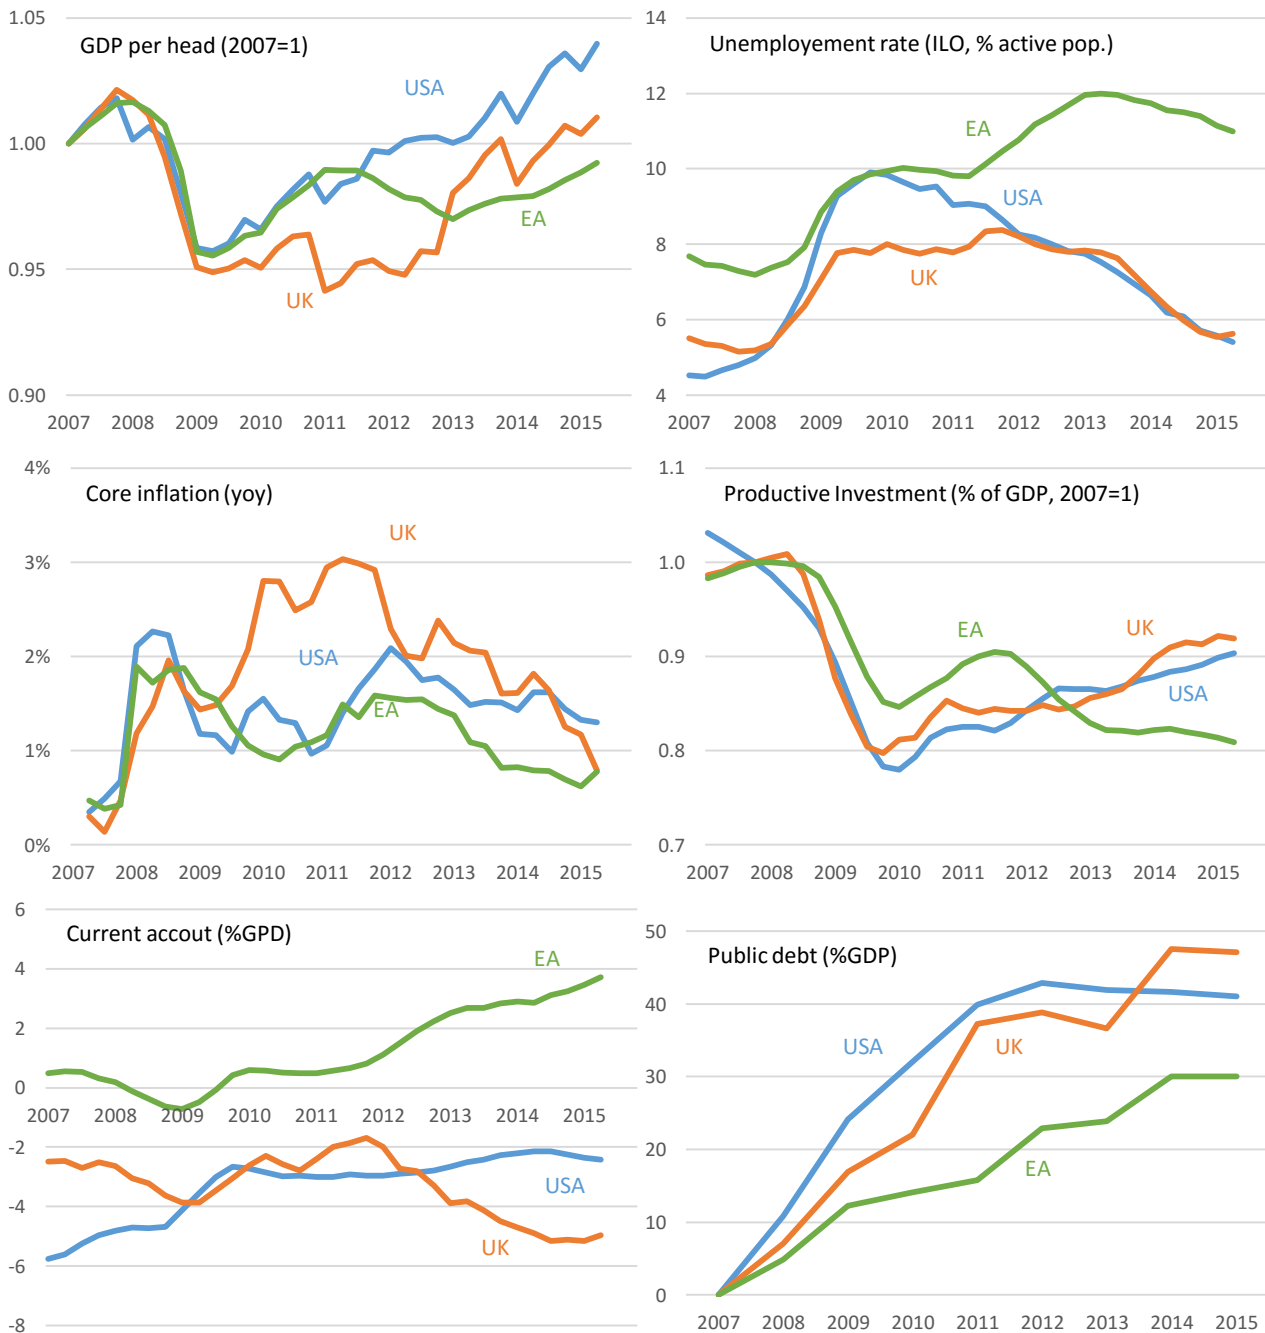 GDP per head (2007=1)
1.05
1.00
0.95
0.90
USA
EA
UK
2007 2008 2009 2010 2011 2012 2013 2014 2015
Unemployement rate (ILO, % active pop.)
14
12
10
8
6
4
EA
USA
UK
2007 2008 2009 2010 2011 2012 2013 2014 2015
Core inflation (yoy)
4%
3%
2%
1%
0%
UK
USA
EA
2007 2008 2009 2010 2011 2012 2013 2014 2015
Productive Investment (% of GDP, 2007=1)
1.1
1.0
0.9
0.8
0.7
EA
UK
USA
2007 2008 2009 2010 2011 2012 2013 2014 2015
Current accout (%GPD)
6
4
2
0
-2
-4
-6
-8
EA
2007 2008 2009 2010 2011 2012 2013 2014 2015
USA
UK
Public debt (%GDP)
50
40
30
20
10
0
USA
UK
EA
2007 2008 2009 2010 2011 2012 2013 2014 2015